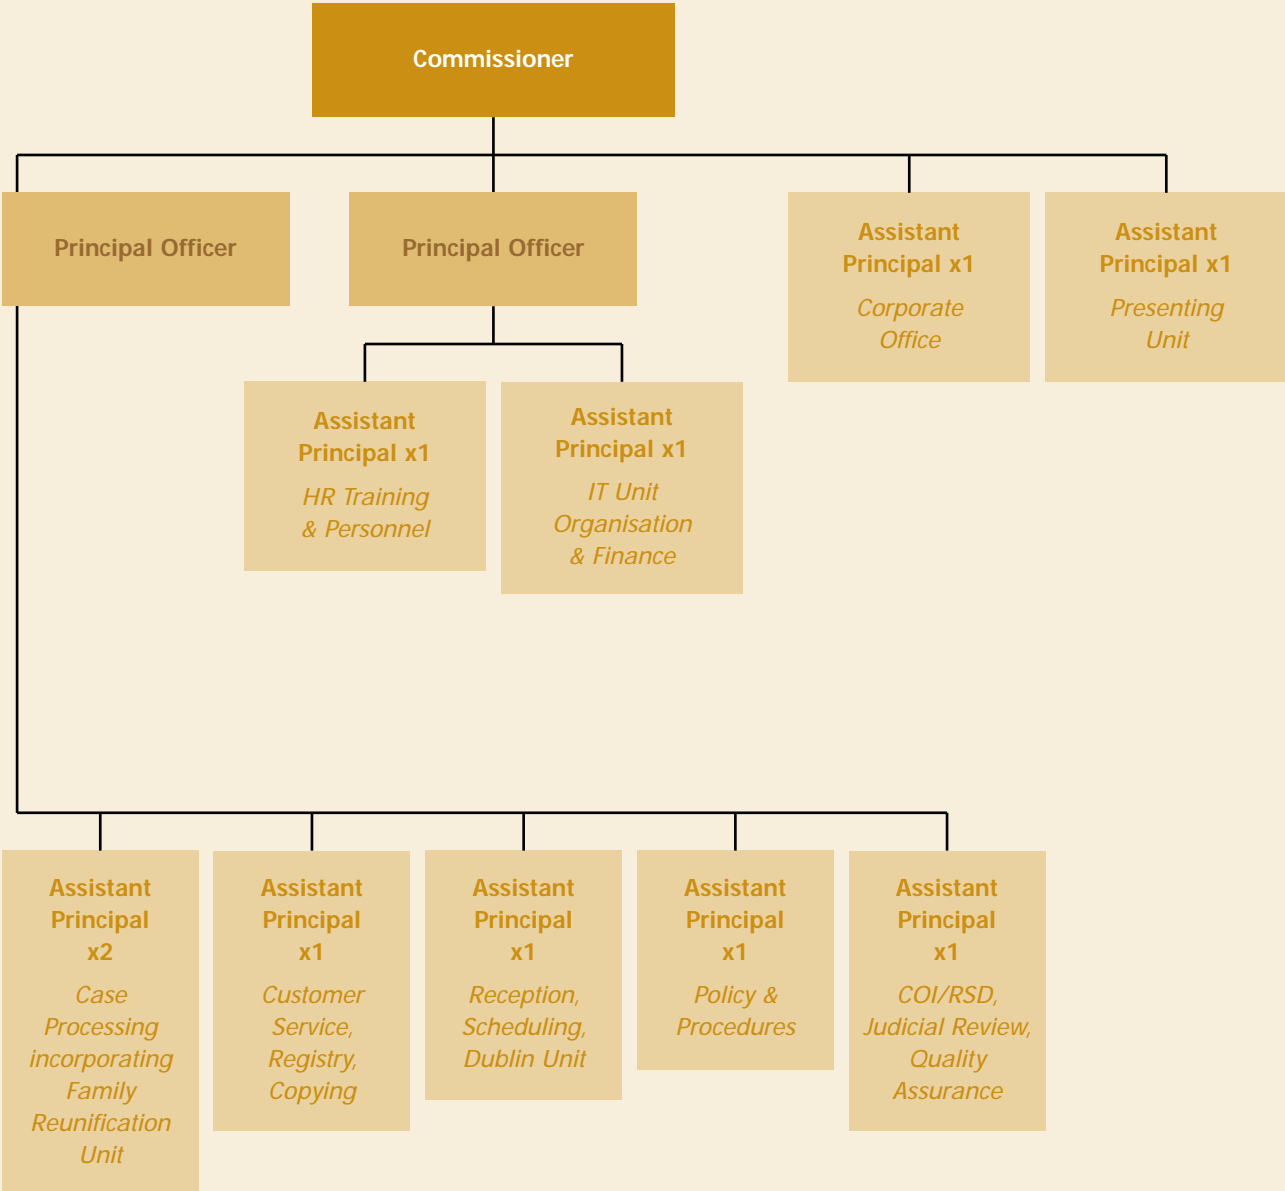 Commissioner
Principal Officer
Principal Officer
Assistant
Principal x1
Corporate
Office
Assistant
Principal x1
Presenting
Unit
Assistant
Principal x1
HR Training
& Personnel
Assistant
Principal x1
IT Unit
Organisation
& Finance
Assistant
Principal
x2
Case
Processing
incorporating
Family
Reunification
Unit
Assistant
Principal
x1
Customer
Service,
Registry,
Copying
Assistant
Principal
x1
Reception,
Scheduling,
Dublin Unit
Assistant
Principal
x1
Policy &
Procedures
Assistant
Principal
x1
COI/RSD,
Judicial Review,
Quality
Assurance